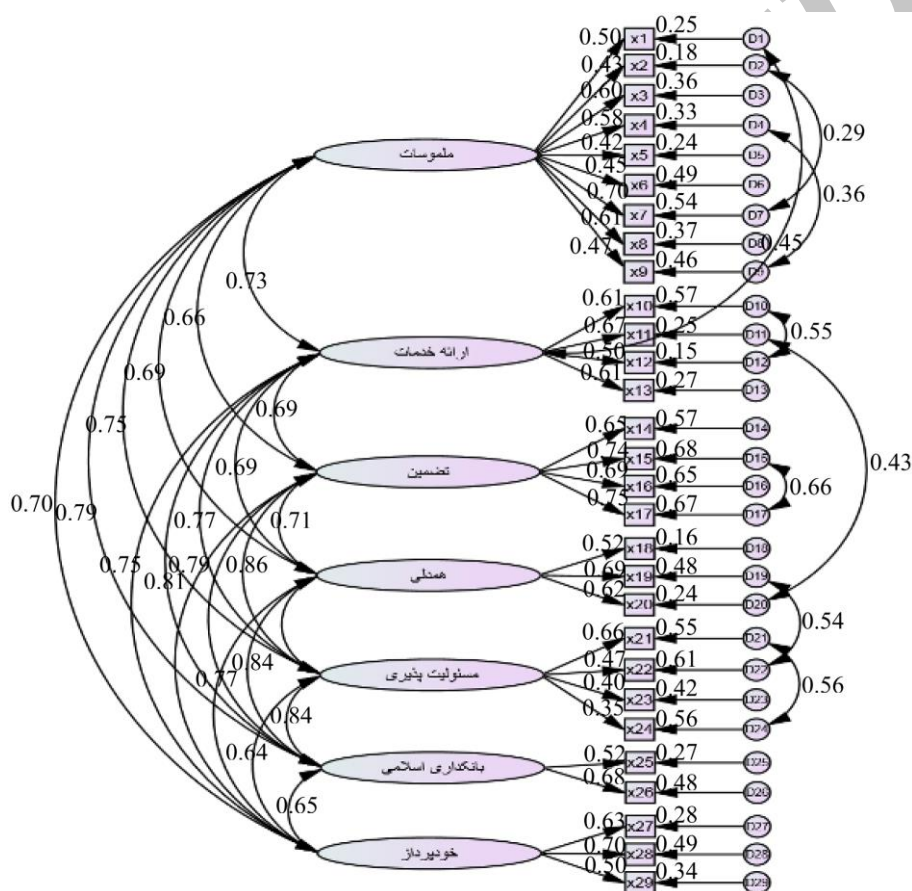 0.50 x1 0.25 D1
0.43 x2 0.18 D2
0.60 x3 0.36 D3
0.58 x4 0.33 D4
0.29
ملموسات
0.42 x5 0.24 D5
0.45 x6 0.49 D6
0.36
0.70 x7 0.54 D7
0.61 x8 0.37 D8 0.45
0.47 x9 0.46 D9
0.73
0.61 x10 0.57 D10
0.66
0.67 x11 0.25 D11
0.55
ارائه خدمات
0.50 x12 0.15 D12
0.69
0.61 x13 0.27 D13
0.69
0.75
0.65 x14 0.57 D14
0.69
0.74 x15 0.68 D15
0.43
تضمین
0.69 x16 0.65 D16
0.66
0.70
0.79
0.77
0.71
0.75 x17 0.67 D17
0.52 x18 0.16 D18
0.75
0.79
0.86
0.81
همدلی
0.69 x19 0.48 D19
0.62 x20 0.24 D20
0.54
0.66 x21 0.55 D21
0.84
0.77
مسئولیت پذیری
0.47 x22 0.61 D22
0.56
0.40 x23 0.42 D23
0.84
0.35 x24 0.56 D24
0.64
0.52 x25 0.27 D25
بانکداری اسلامی
0.68 x26 0.48 D26
0.65
0.63 x27 0.28 D27
خودپرداز
0.70 x28 0.49 D28
0.50 x29 0.34 D29